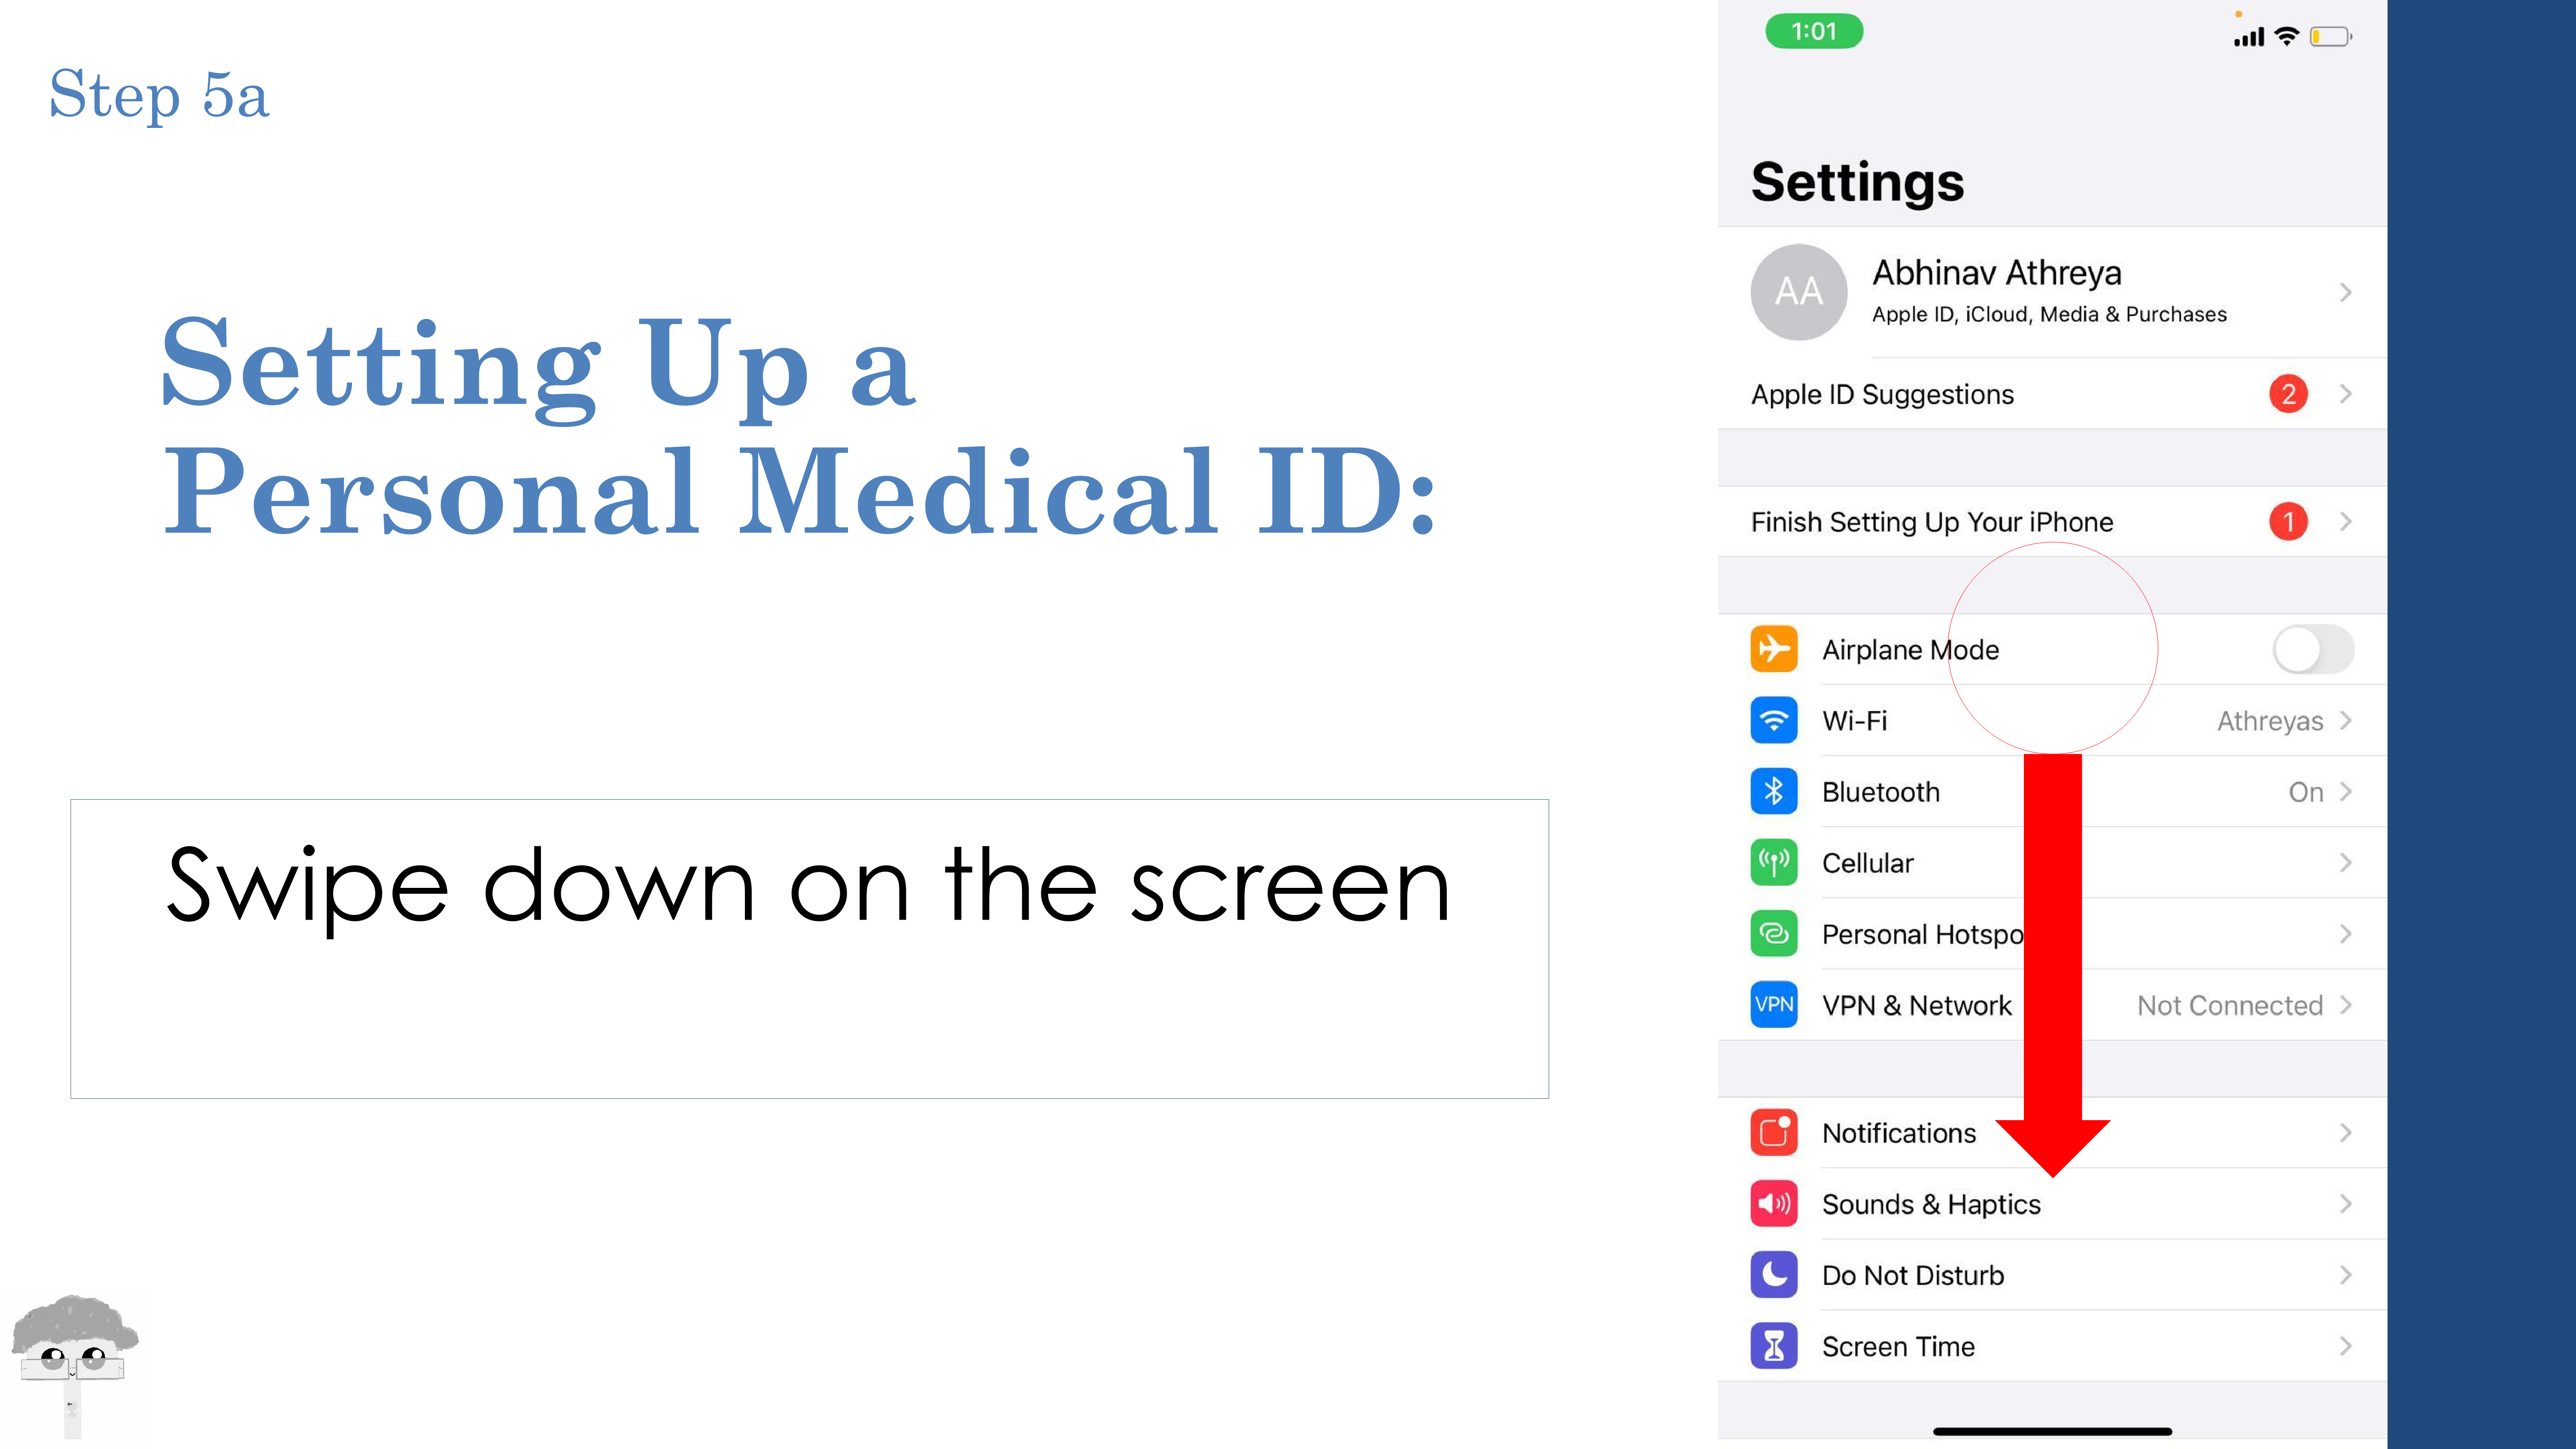 Step 5a
Setting Up a
Personal Medical ID:
Swipe down on the screen
1:01
Settings
AA
Abhinav Athreya
Apple ID, iCloud, Media & Purchases
Apple ID Suggestions 2
Finish Setting Up Your iPhone 1
Airplane Mode
Wi-Fi Athreyas
Bluetooth On
Cellular
Personal Hotspo
VPN VPN & Network Not Connected
Notifications
Sounds & Haptics
Do Not Disturb
Screen Time